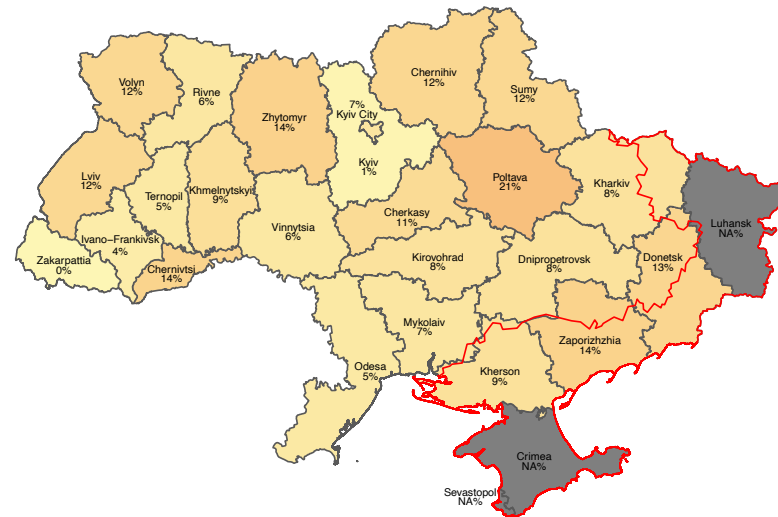 Volyn
12%
Rivne
6%
Zhytomyr
14%
7%
Kyiv City
Kyiv
1%
Chernihiv
12%
Sumy
12%
Lviv
12%
Ternopil
5%
Khmelnytskyi
9%
Vinnytsia
6%
Cherkasy
11%
Poltava
21%
Kharkiv
8%
Luhansk
NA%
Zakarpattia
0%
Ivano−Frankivsk
4%
Chernivtsi
14%
Kirovohrad
8%
Dnipropetrovsk
8%
Donetsk
13%
Odesa
5%
Mykolaiv
7%
Kherson
9%
Zaporizhzhia
14%
Crimea
NA%
Sevastopol
NA%